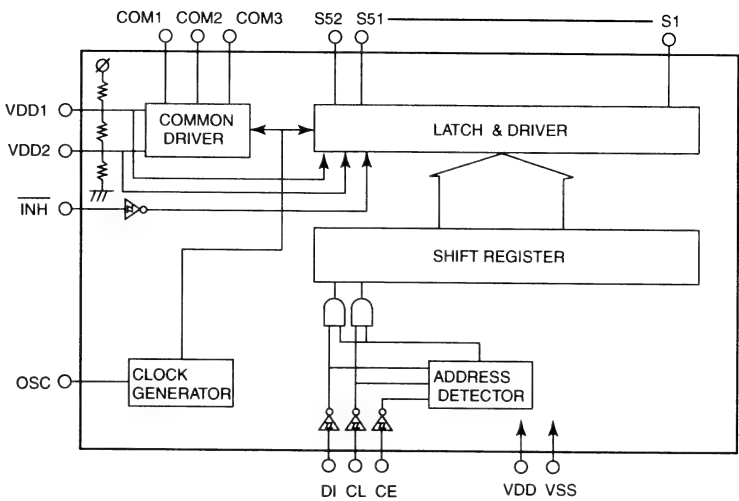 COM1 COM2 COM3 S52 S51 S1
VDD1
COMMON
DRIVER
LATCH & DRIVER
VDD2
INH
SHIFT REGISTER
OSC
CLOCK
GENERATOR
ADDRESS
DETECTOR
DI CL CE VDD VSS